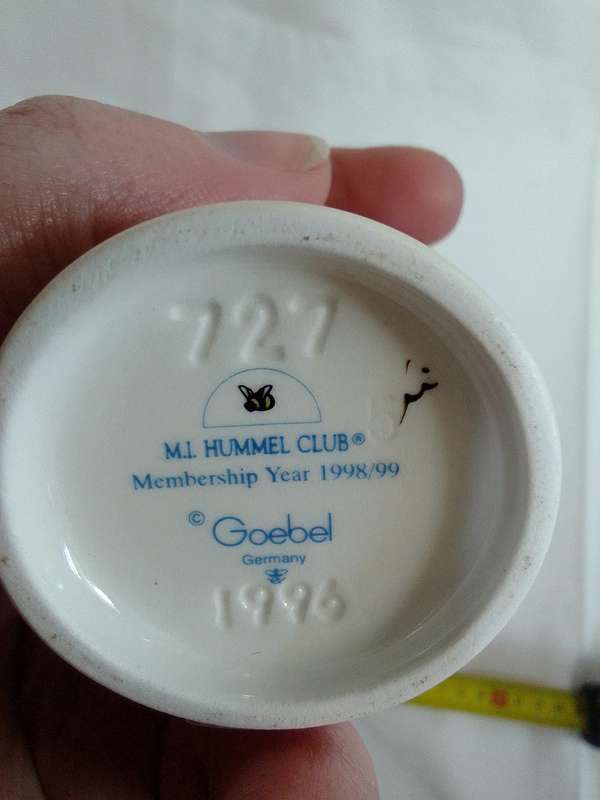 727
M.I. HUMMEL CLUB®
Membership Year 1998/99
© Goebel
Germany
1996